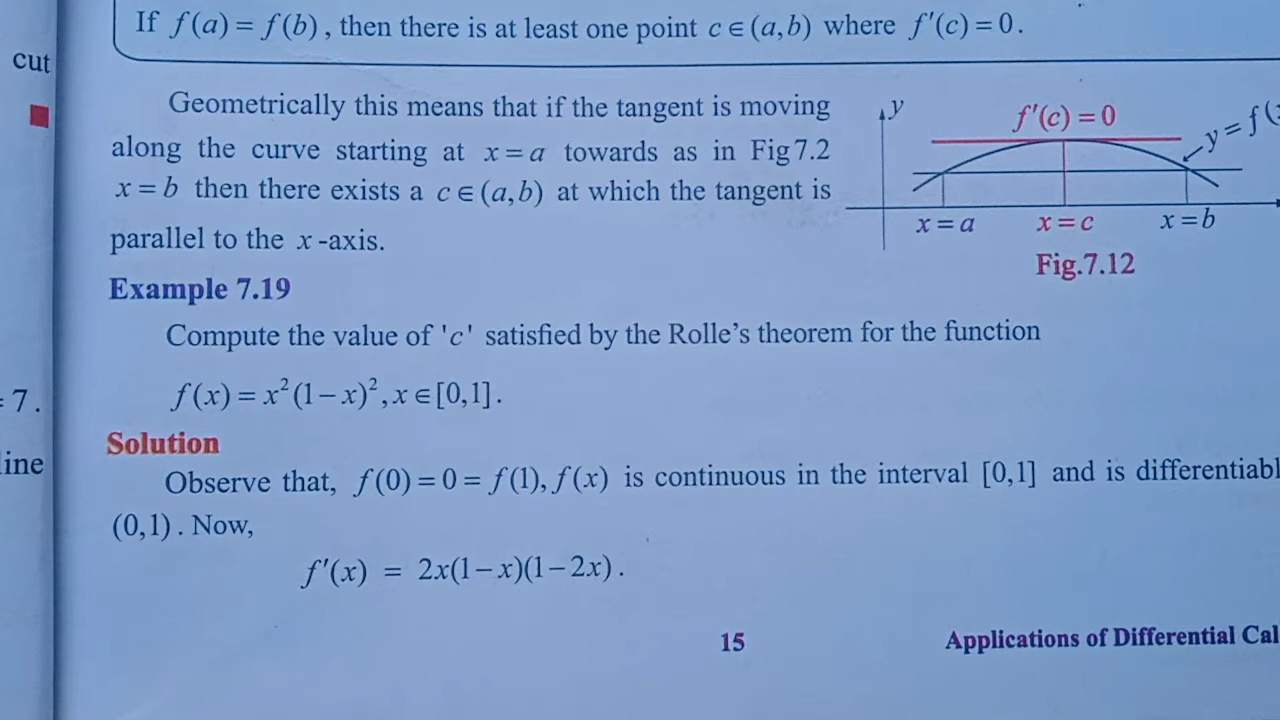 If f(a) = f(b), then there is at least one point c ∈ (a, b) where f′(c) = 0.
cut
Geometrically this means that if the tangent is moving
along the curve starting at x = a towards as in Fig 7.2
x = b then there exists a c ∈ (a, b) at which the tangent is
parallel to the x-axis.
y
f′(c) = 0
y = f(
x = a
x = c
x = b
Fig.7.12
Example 7.19
Compute the value of 'c' satisfied by the Rolle's theorem for the function
f(x) = x²(1 − x)², x ∈ [0,1].
= 7.
Solution
Observe that, f(0) = 0 = f(1), f(x) is continuous in the interval [0,1] and is differentiabl
(0,1). Now,
f′(x) = 2x(1 − x)(1 − 2x).
15
Applications of Differential Cal